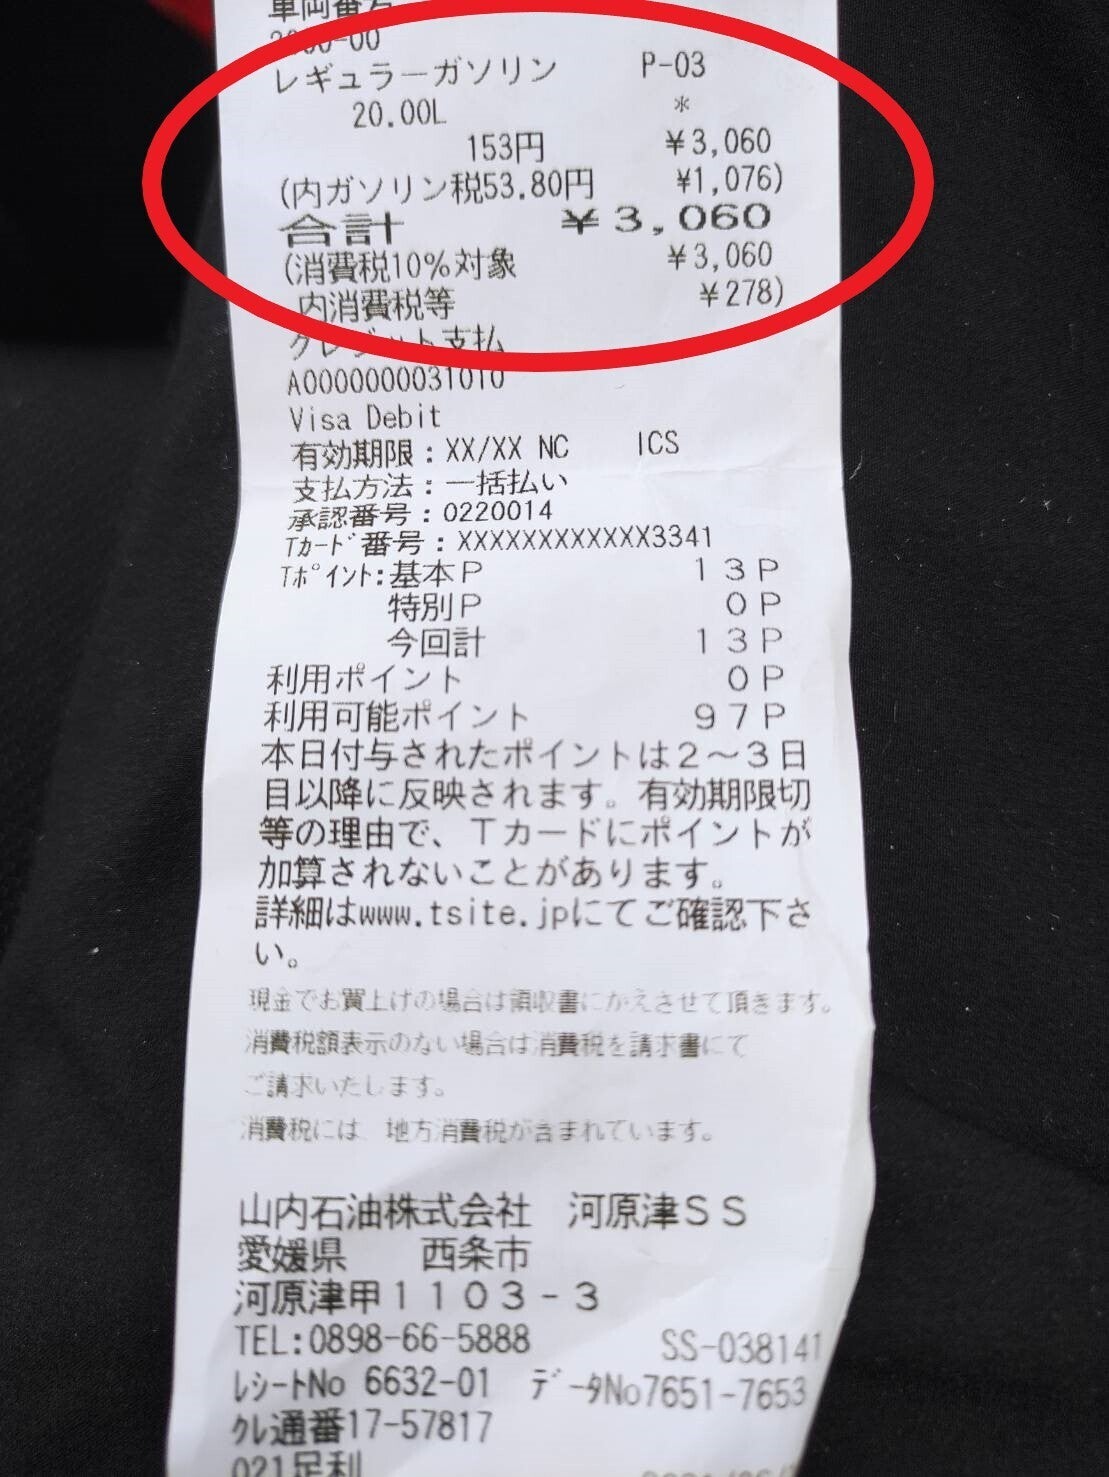 車両番号
レギュラーガソリン P-03
20.00L *
153円 ¥3,060
(内ガソリン税53.80円 ¥1,076)
合計 ¥3,060
(消費税10%対象 ¥3,060
内消費税等 ¥278)
クレジット支払
A0000000031010
Visa Debit
有効期限:XX/XX NC ICS
支払方法:一括払い
承認番号:0220014
Tカード番号:XXXXXXXXXXXX3341
Tポイント:基本P 13P
特別P 0P
今回計 13P
利用ポイント 0P
利用可能ポイント 97P
本日付与されたポイントは2〜3日
目以降に反映されます。有効期限切
等の理由で、Tカードにポイントが
加算されないことがあります。
詳細はwww.tsite.jpにてご確認下さ
い。
現金でお買上げの場合は領収書にかえさせて頂きます。
消費税額表示のない場合は消費税を請求書にて
ご請求いたします。
消費税には 地方消費税が含まれています。
山内石油株式会社 河原津SS
愛媛県 西条市
河原津甲1103-3
TEL:0898-66-5888 SS-038141
レシートNo 6632-01 データNo7651-7653
クレ通番17-57817
021足利